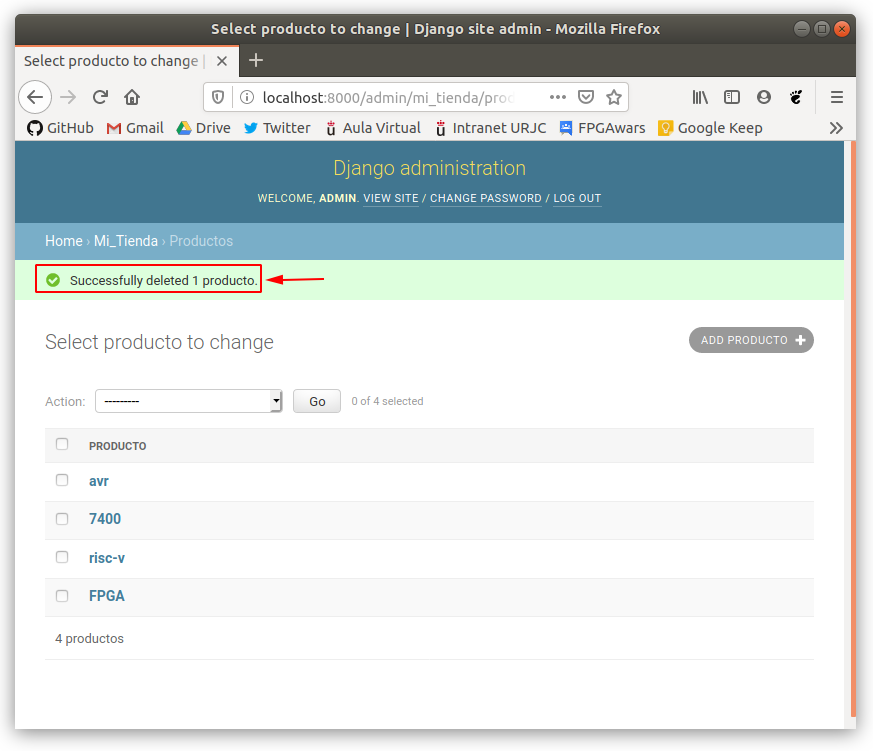 Select producto to change | Django site admin - Mozilla Firefox
Select producto to change
localhost:8000/admin/mi_tienda/prod
GitHub Gmail Drive Twitter Aula Virtual Intranet URJC FPGAwars Google Keep
Django administration
WELCOME, ADMIN. VIEW SITE / CHANGE PASSWORD / LOG OUT
Home › Mi_Tienda › Productos
Successfully deleted 1 producto.
Select producto to change
ADD PRODUCTO
Action: --------- Go 0 of 4 selected
PRODUCTO
avr
7400
risc-v
FPGA
4 productos